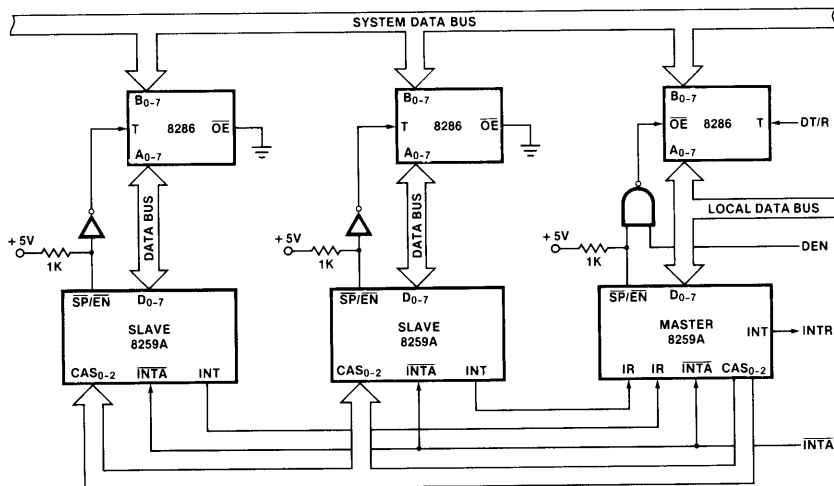 SYSTEM DATA BUS
B0-7
8286
T
OE
A0-7
B0-7
8286
T
OE
A0-7
B0-7
8286
OE
T
A0-7
DT/R
DATA BUS
DATA BUS
LOCAL DATA BUS
+5V
1K
+5V
1K
+5V
1K
DEN
SP/EN
D0-7
SLAVE
8259A
CAS0-2
INTA
INT
SP/EN
D0-7
SLAVE
8259A
CAS0-2
INTA
INT
SP/EN
D0-7
MASTER
8259A
INT
IR
IR
INTA
CAS0-2
INTR
INTA